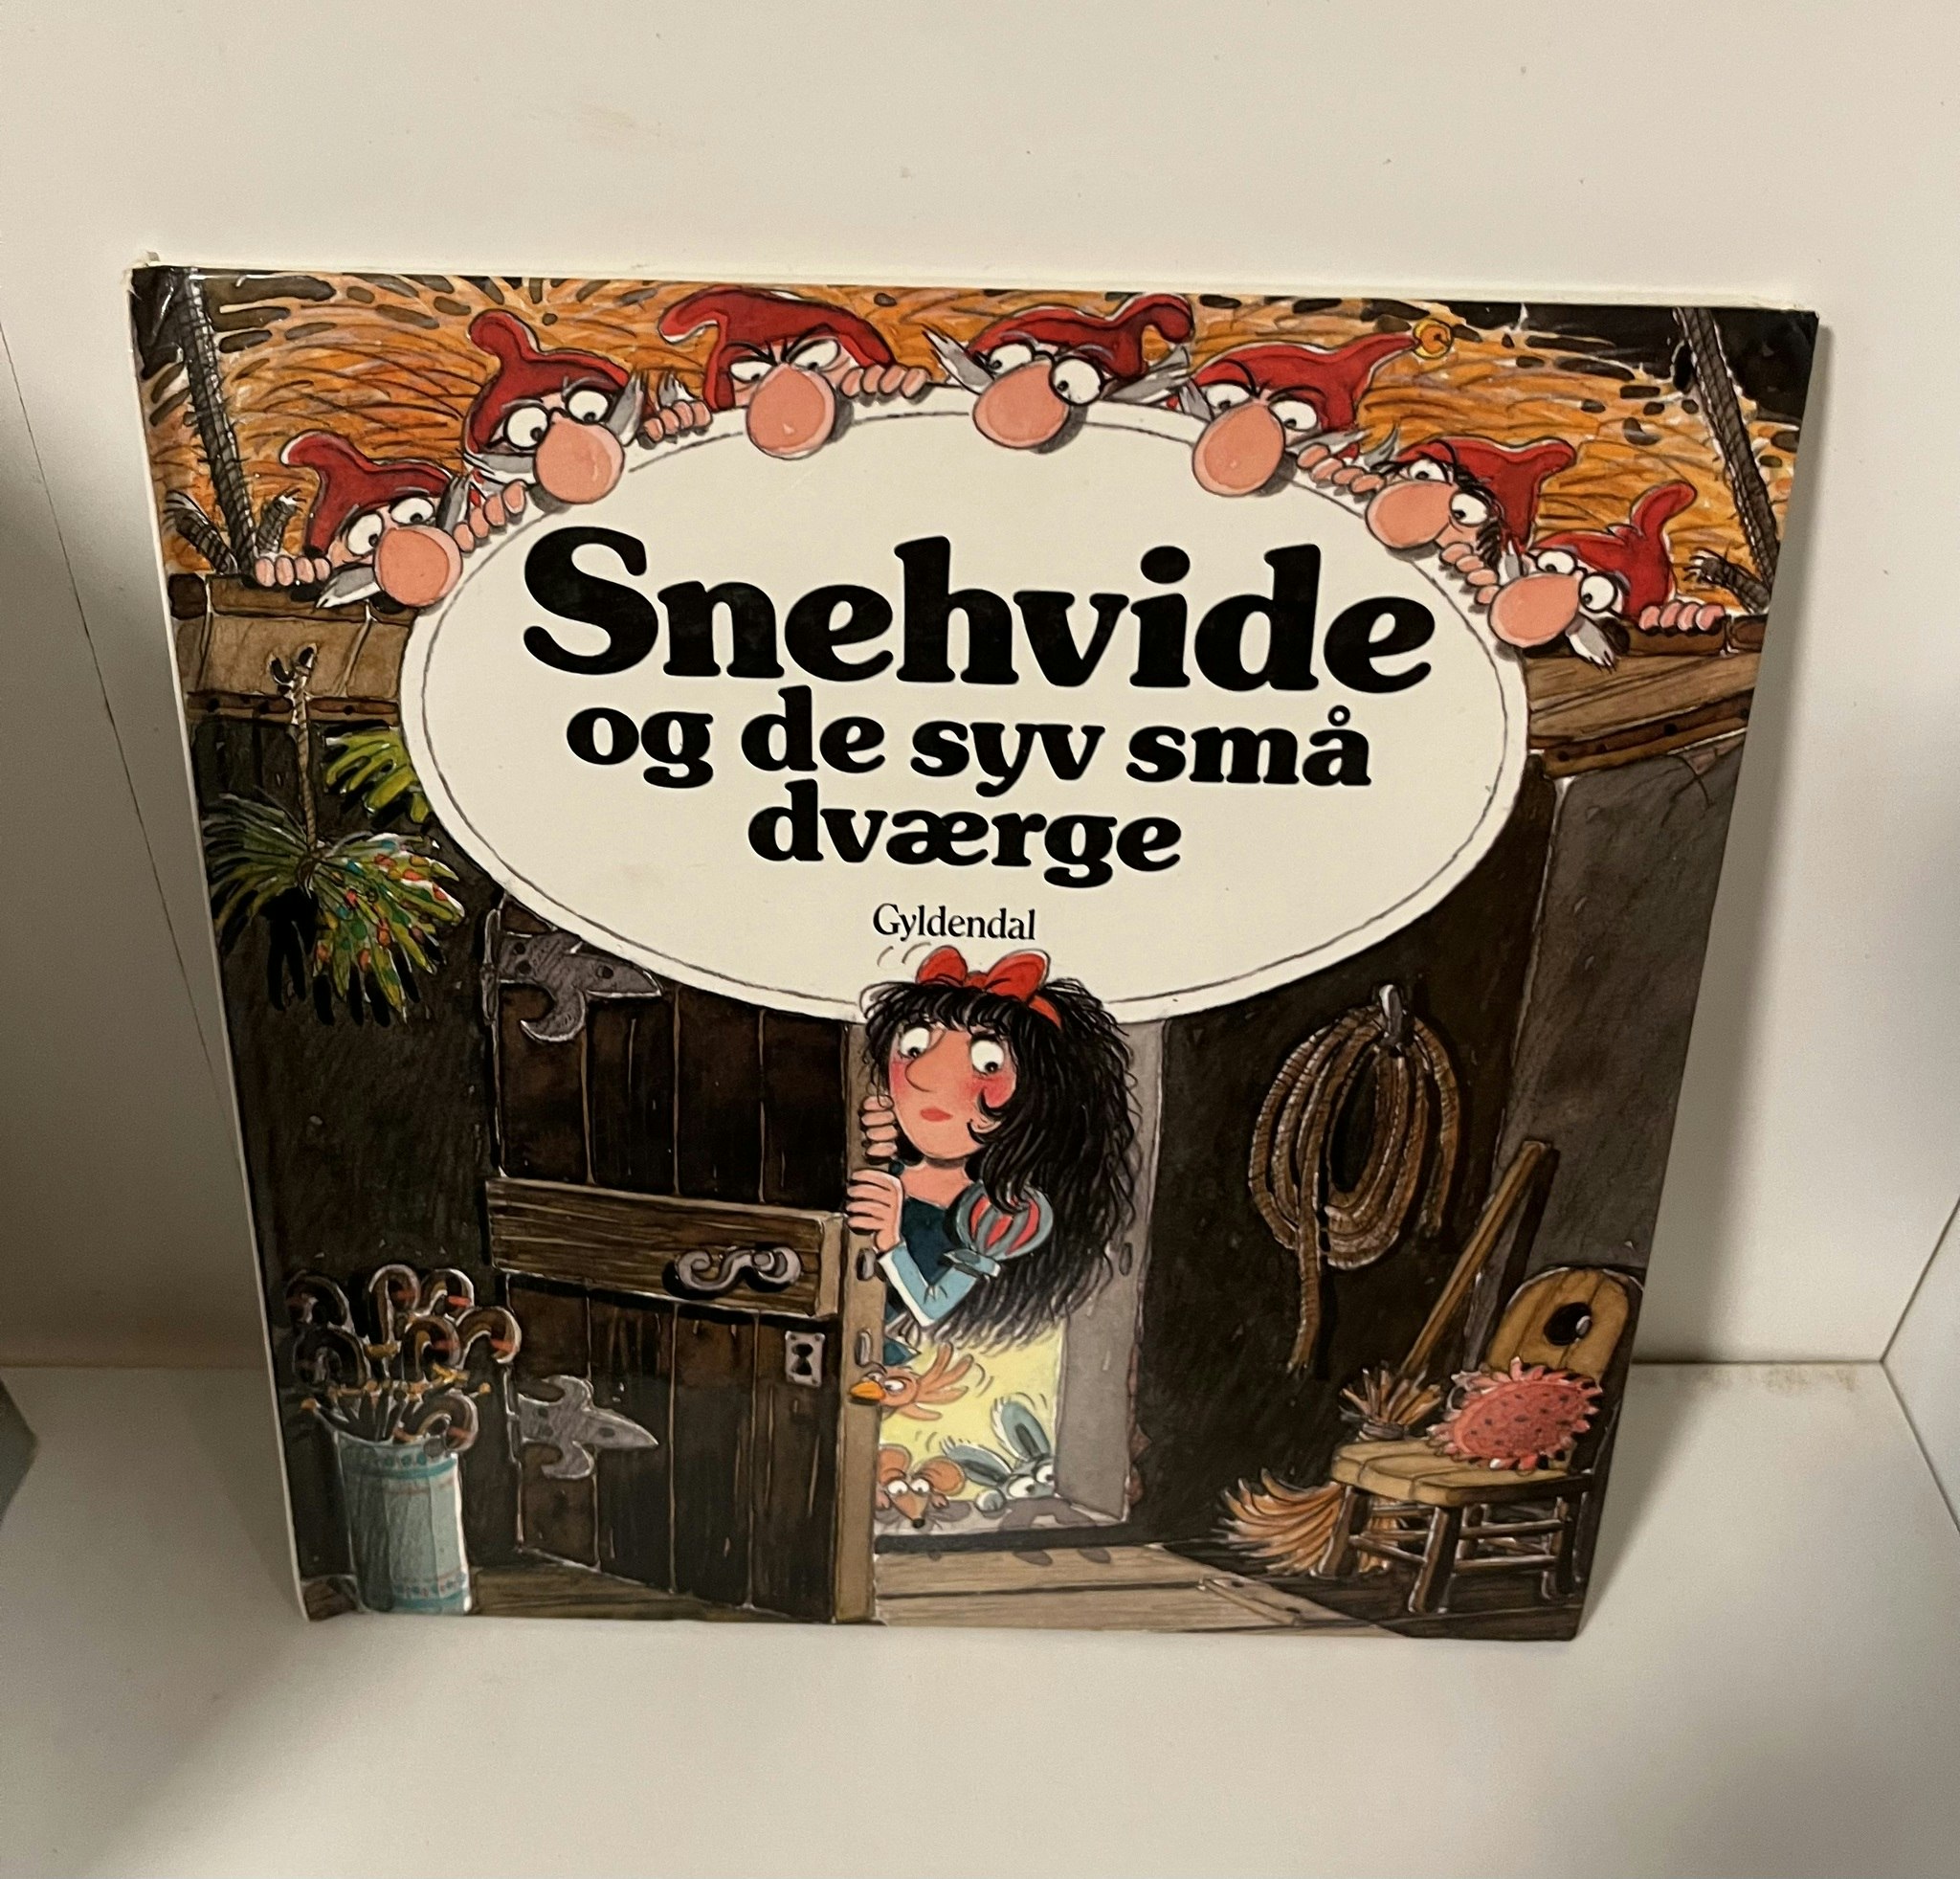 Snehvide
og de syv små
dværge
Gyldendal